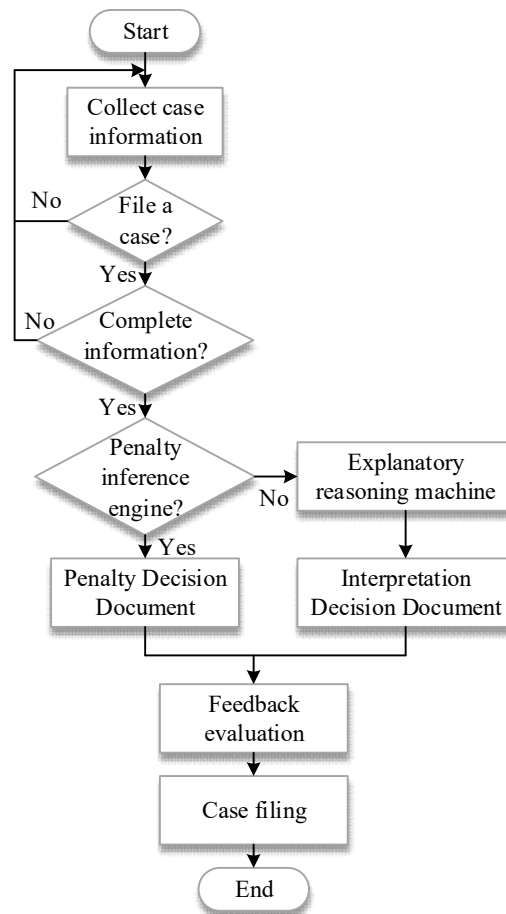 Start
Collect case
information
No
File a
case?
Yes
No
Complete
information?
Yes
Penalty
inference
engine?
No
Explanatory
reasoning machine
Yes
Penalty Decision
Document
Interpretation
Decision Document
Feedback
evaluation
Case filing
End